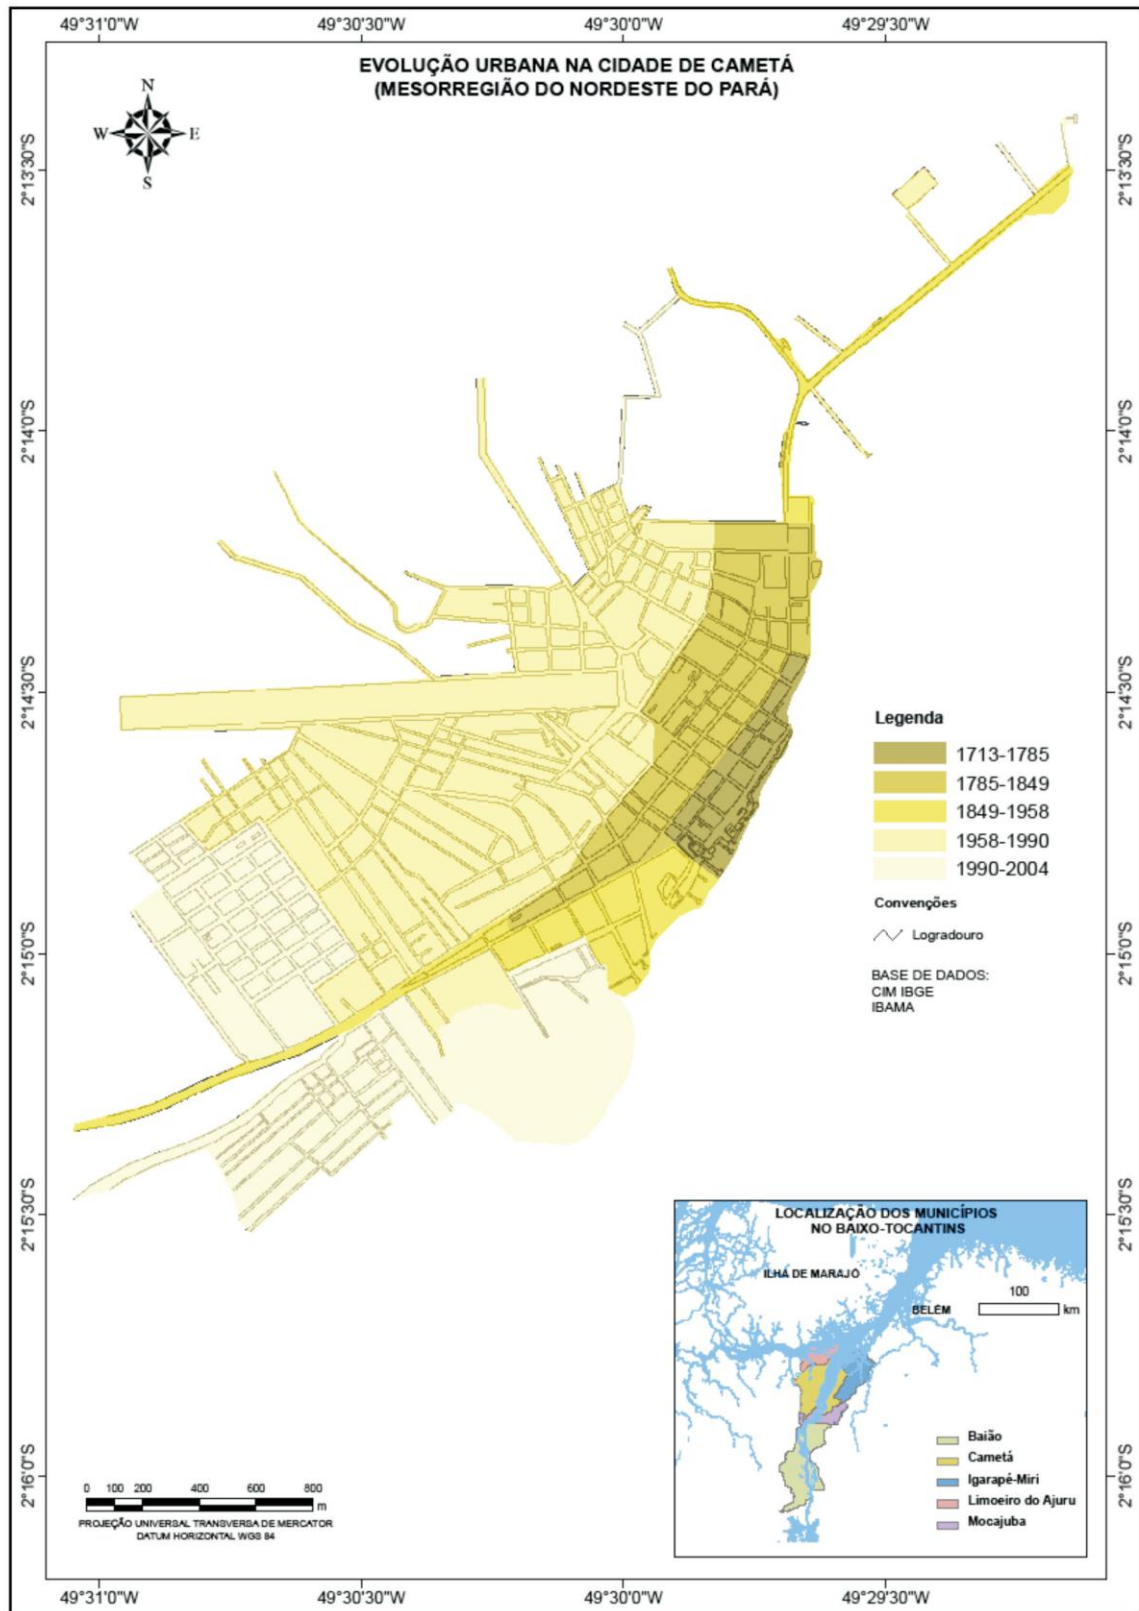 49°31'0"W
49°30'30"W
49°30'0"W
49°29'30"W
EVOLUÇÃO URBANA NA CIDADE DE CAMETÁ
(MESORREGIÃO DO NORDESTE DO PARÁ)
N
W
E
S
2°13'30"S
2°13'30"S
2°14'0"S
2°14'0"S
2°14'30"S
2°14'30"S
Legenda
1713-1785
1785-1849
1849-1958
1958-1990
1990-2004
Convenções
Logradouro
2°15'0"S
2°15'0"S
BASE DE DADOS:
CIM IBGE
IBAMA
2°15'30"S
2°15'30"S
LOCALIZAÇÃO DOS MUNICÍPIOS
NO BAIXO-TOCANTINS
ILHA DE MARAJÓ
100
BELÉM
km
Baião
Cametá
Igarapé-Miri
Limoeiro do Ajuru
Mocajuba
2°16'0"S
2°16'0"S
0 100 200 400 600 800
m
PROJEÇÃO UNIVERSAL TRANSVERSA DE MERCATOR
DATUM HORIZONTAL WGS 84
49°31'0"W
49°30'30"W
49°30'0"W
49°29'30"W